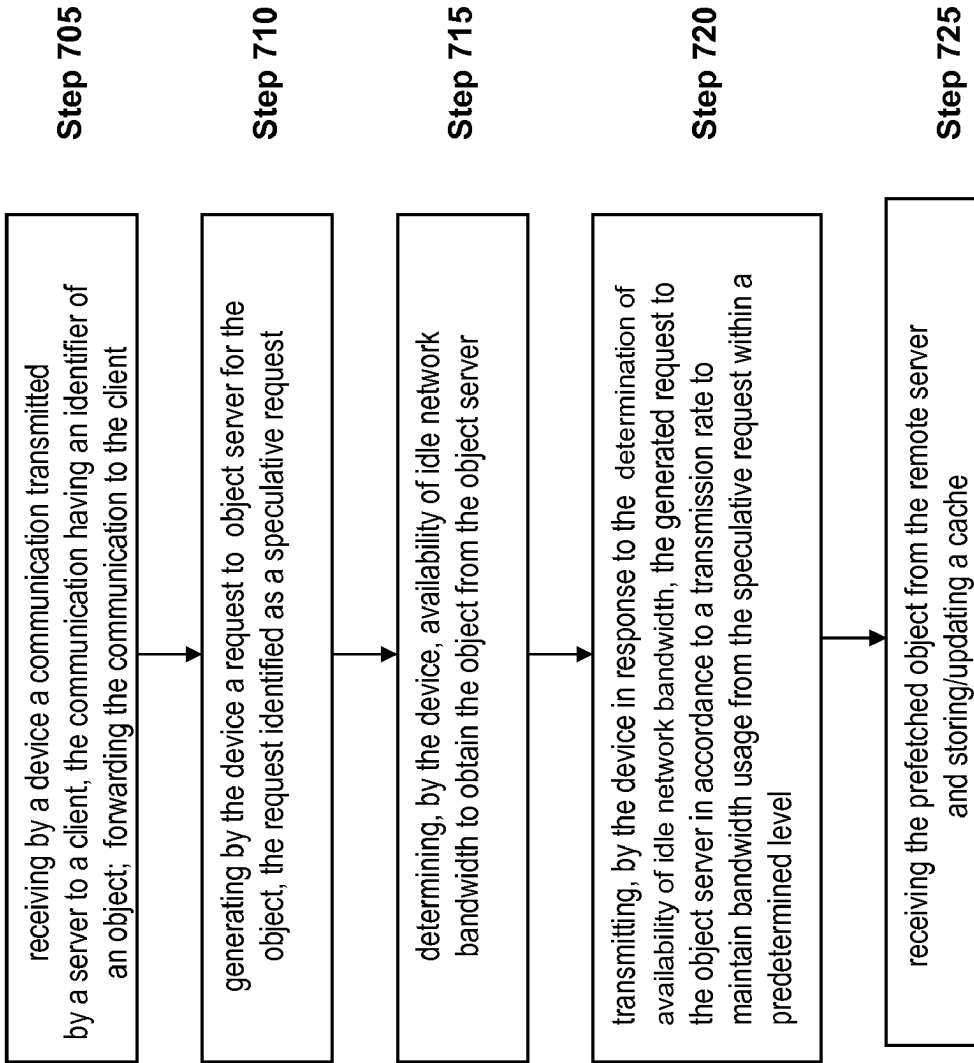 receiving by a device a communication transmitted
by a server to a client, the communication having an identifier of
an object; forwarding the communication to the client
Step 705
generating by the device a request to object server for the
object, the request identified as a speculative request
Step 710
determining, by the device, availability of idle network
bandwidth to obtain the object from the object server
Step 715
transmitting, by the device in response to the determination of
availability of idle network bandwidth, the generated request to
the object server in accordance to a transmission rate to
maintain bandwidth usage from the speculative request within a
predetermined level
Step 720
receiving the prefetched object from the remote server
and storing/updating a cache
Step 725